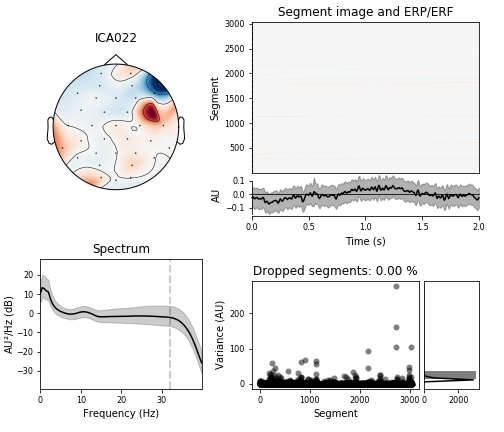 ICA022
Segment image and ERP/ERF
3000
2500
2000
1500
1000
500
Segment
0.1
0.0
−0.1
AU
0.0 0.5 1.0 1.5 2.0
Time (s)
Spectrum
20
10
0
−10
−20
−30
AU²/Hz (dB)
0 10 20 30
Frequency (Hz)
Dropped segments: 0.00 %
200
100
0
Variance (AU)
0 1000 2000 3000
Segment
0 2000